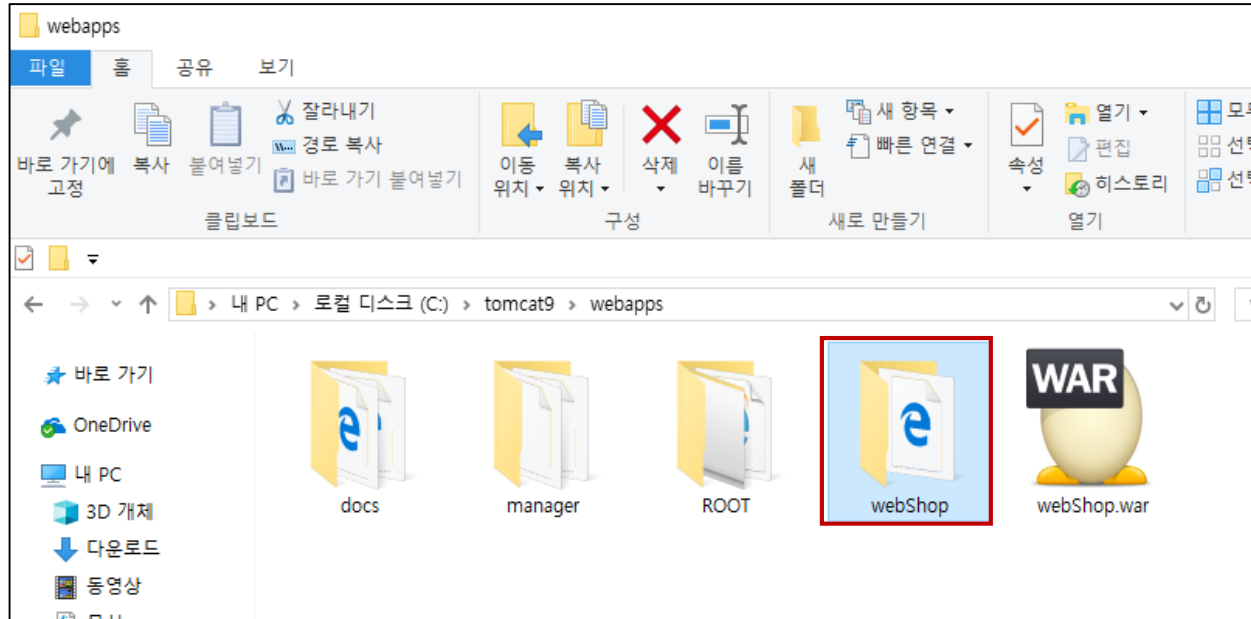 webapps
파일 홈 공유 보기
바로 가기에 고정
복사
붙여넣기
잘라내기
경로 복사
바로 가기 붙여넣기
클립보드
이동 위치
복사 위치
삭제
이름 바꾸기
구성
새 폴더
새 항목
빠른 연결
새로 만들기
속성
열기
편집
히스토리
열기
내 PC > 로컬 디스크 (C:) > tomcat9 > webapps
바로 가기
OneDrive
내 PC
3D 개체
다운로드
동영상
docs
manager
ROOT
webShop
WAR
webShop.war